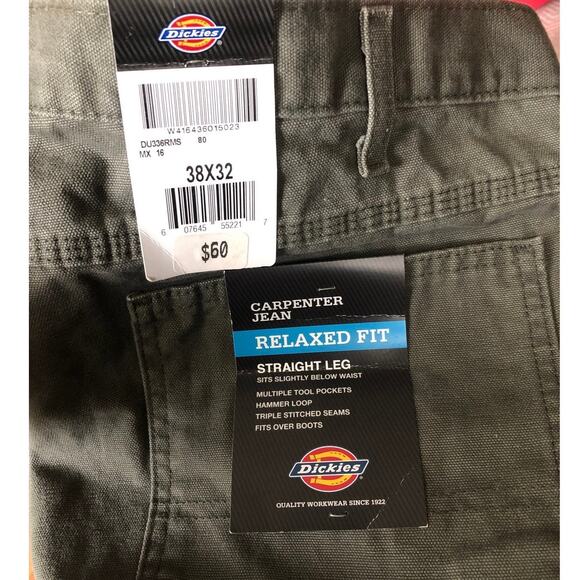 Dickies
W416436015023
DU336RMS 80
MX 16
38X32
6 07645 55221 7
$60
CARPENTER
JEAN
RELAXED FIT
STRAIGHT LEG
SITS SLIGHTLY BELOW WAIST
MULTIPLE TOOL POCKETS
HAMMER LOOP
TRIPLE STITCHED SEAMS
FITS OVER BOOTS
Dickies
QUALITY WORKWEAR SINCE 1922